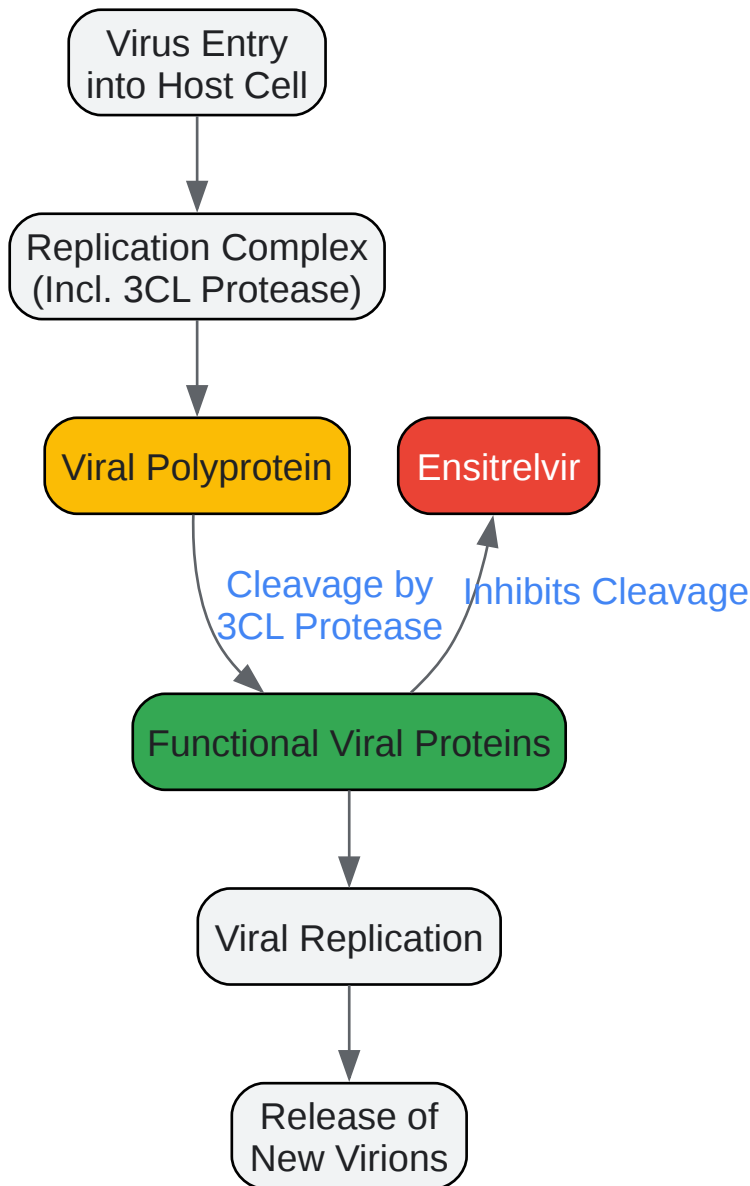 Virus Entry
into Host Cell
Replication Complex
(Incl. 3CL Protease)
Viral Polyprotein
Ensitrelvir
Cleavage by
3CL Protease
Inhibits Cleavage
Functional Viral Proteins
Viral Replication
Release of
New Virions